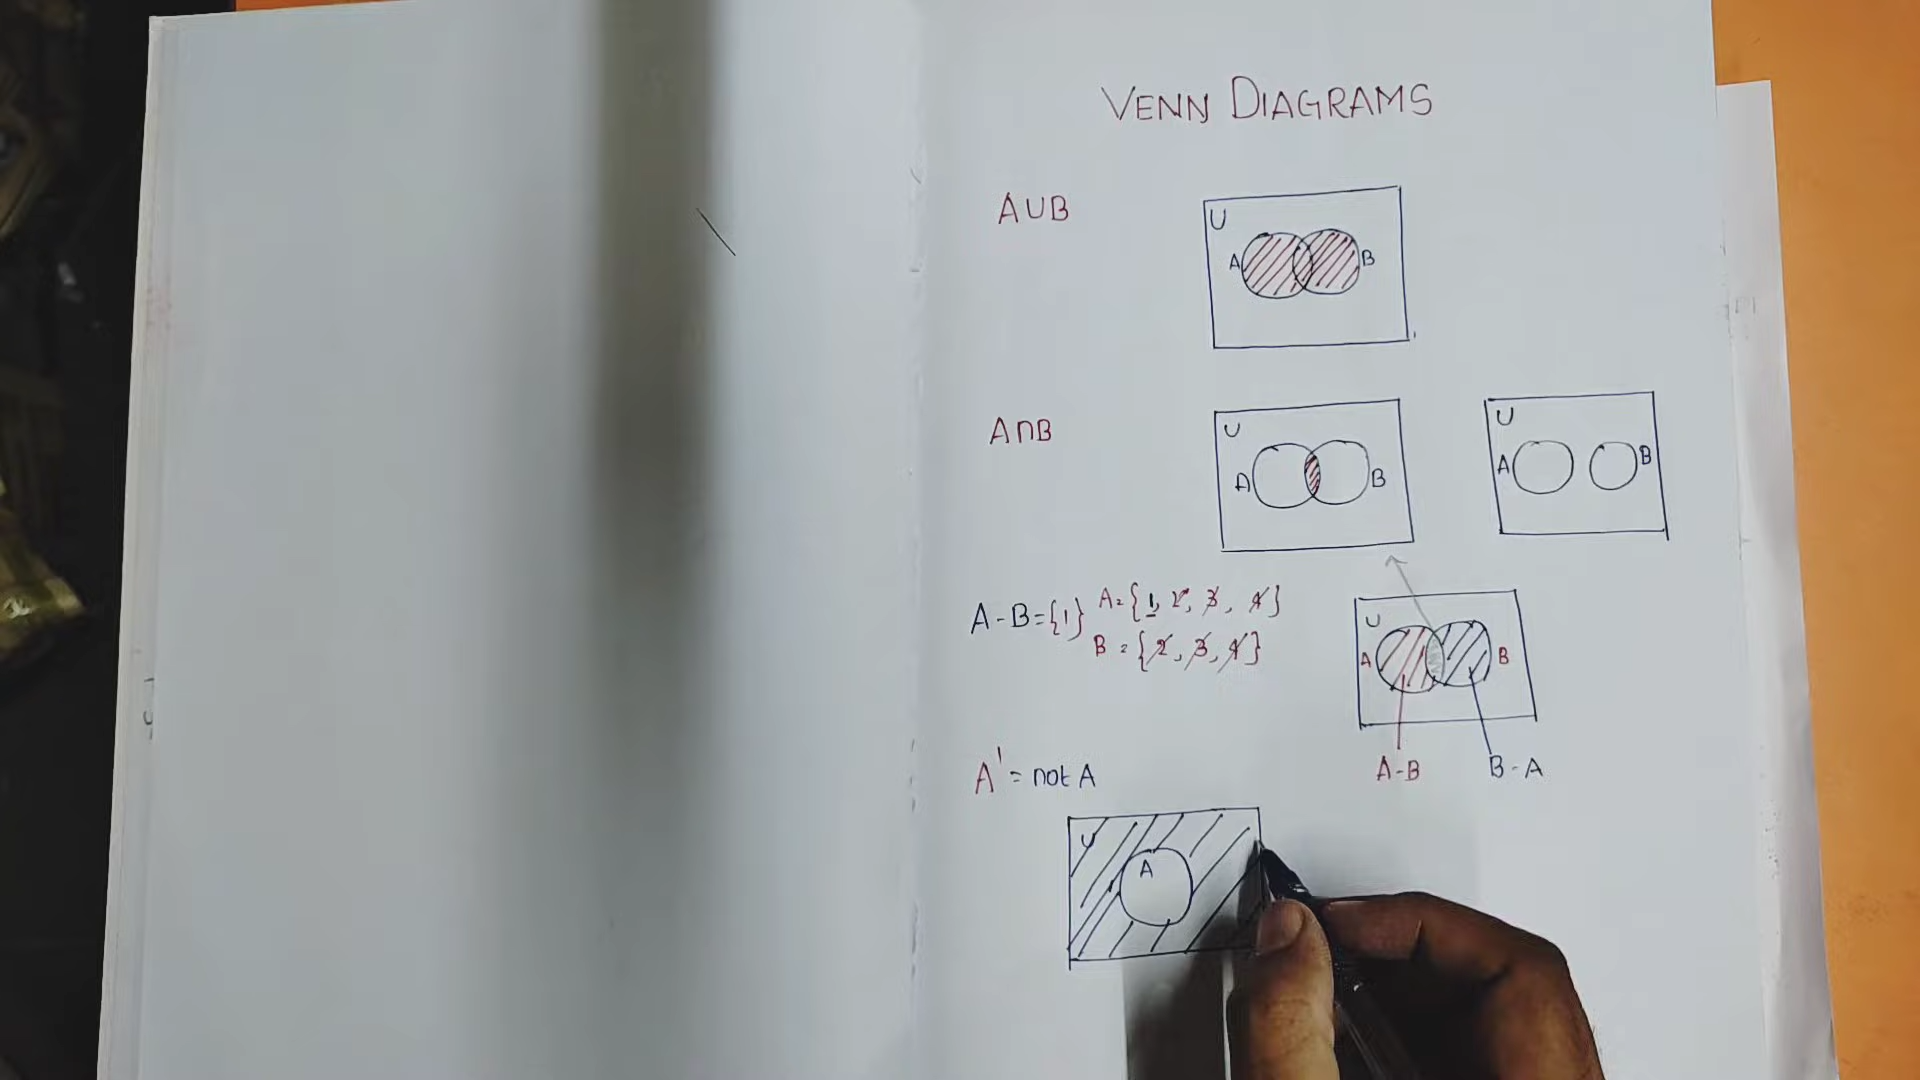 VENN DIAGRAMS
A∪B
U
A B
A∩B
U
A B
U
A B
A-B={1} A={1, 2, 3, 4}
B={2, 3, 4}
U
A B
A-B B-A
A' = not A
U
A